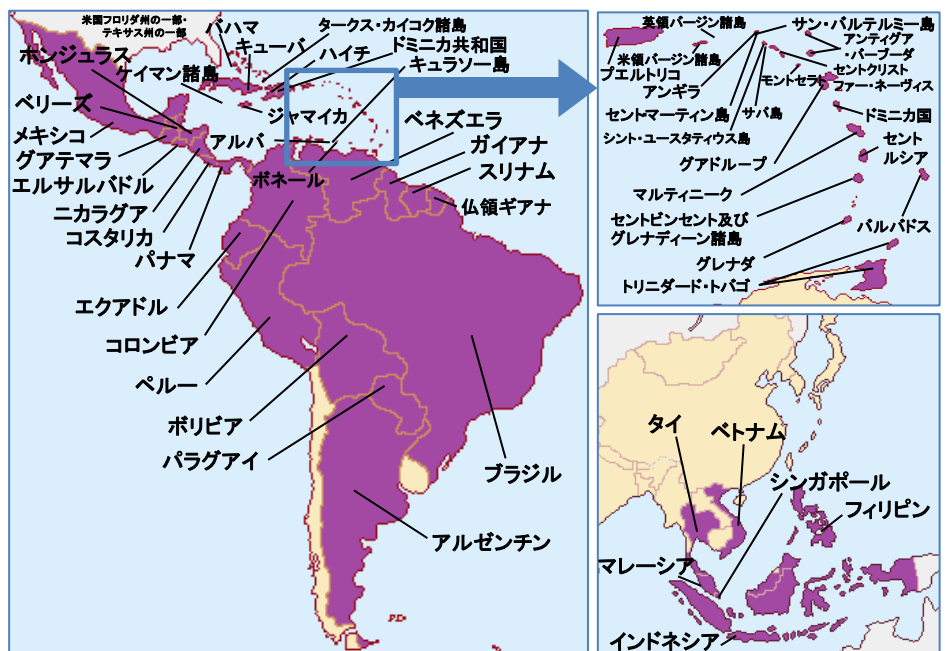 米国フロリダ州の一部・
テキサス州の一部
バハマ
キューバ
タークス・カイコク諸島
ハイチ
ドミニカ共和国
キュラソー島
ホンジュラス
ケイマン諸島
ベリーズ
ジャマイカ
メキシコ
アルバ
グアテマラ
エルサルバドル
ボネール
ニカラグア
コスタリカ
パナマ
ベネズエラ
ガイアナ
スリナム
仏領ギアナ
エクアドル
コロンビア
ペルー
ボリビア
パラグアイ
ブラジル
アルゼンチン
英領バージン諸島
サン・バルテルミー島
アンティグア
・バーブーダ
米領バージン諸島
プエルトリコ
セントクリスト
ファー・ネーヴィス
モントセラト
アンギラ
セントマーティン島
サバ島
ドミニカ国
シント・ユースタティウス島
セント
ルシア
グアドループ
マルティニーク
セントビンセント及び
グレナディーン諸島
バルバドス
グレナダ
トリニダード・トバゴ
タイ
ベトナム
シンガポール
フィリピン
マレーシア
インドネシア